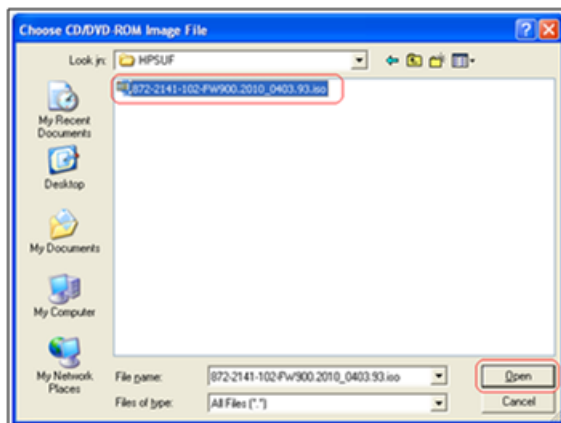 Choose CD/DVD-ROM Image File
Look in: HPSUF
872-2141-102-FW900.2010_0403.93.iso
My Recent
Documents
Desktop
My Documents
My Computer
My Network
Places
File name: 872-2141-102-FW900.2010_0403.93.iso
Open
Files of type: All Files (*.*)
Cancel